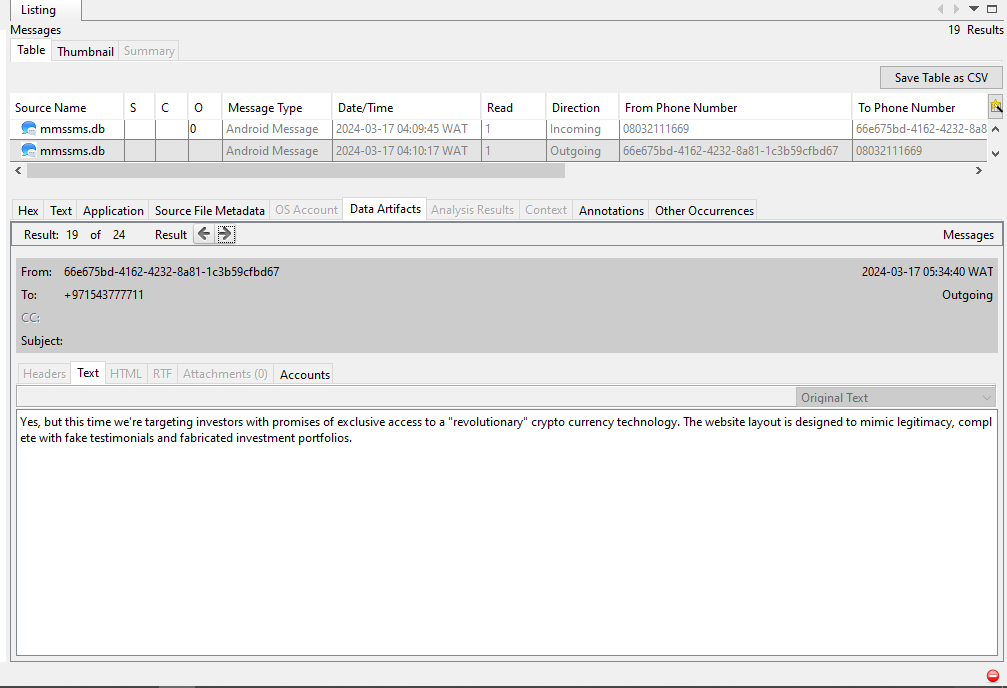 Listing
Messages 19 Results
Table Thumbnail Summary
Save Table as CSV
Source Name S C O Message Type Date/Time Read Direction From Phone Number To Phone Number
mmssms.db 0 Android Message 2024-03-17 04:09:45 WAT 1 Incoming 08032111669 66e675bd-4162-4232-8a8
mmssms.db Android Message 2024-03-17 04:10:17 WAT 1 Outgoing 66e675bd-4162-4232-8a81-1c3b59cfbd67 08032111669
Hex Text Application Source File Metadata OS Account Data Artifacts Analysis Results Context Annotations Other Occurrences
Result: 19 of 24 Result Messages
From: 66e675bd-4162-4232-8a81-1c3b59cfbd67 2024-03-17 05:34:40 WAT
To: +971543777711 Outgoing
CC:
Subject:
Headers Text HTML RTF Attachments (0) Accounts
Original Text
Yes, but this time we're targeting investors with promises of exclusive access to a "revolutionary" crypto currency technology. The website layout is designed to mimic legitimacy, compl
ete with fake testimonials and fabricated investment portfolios.